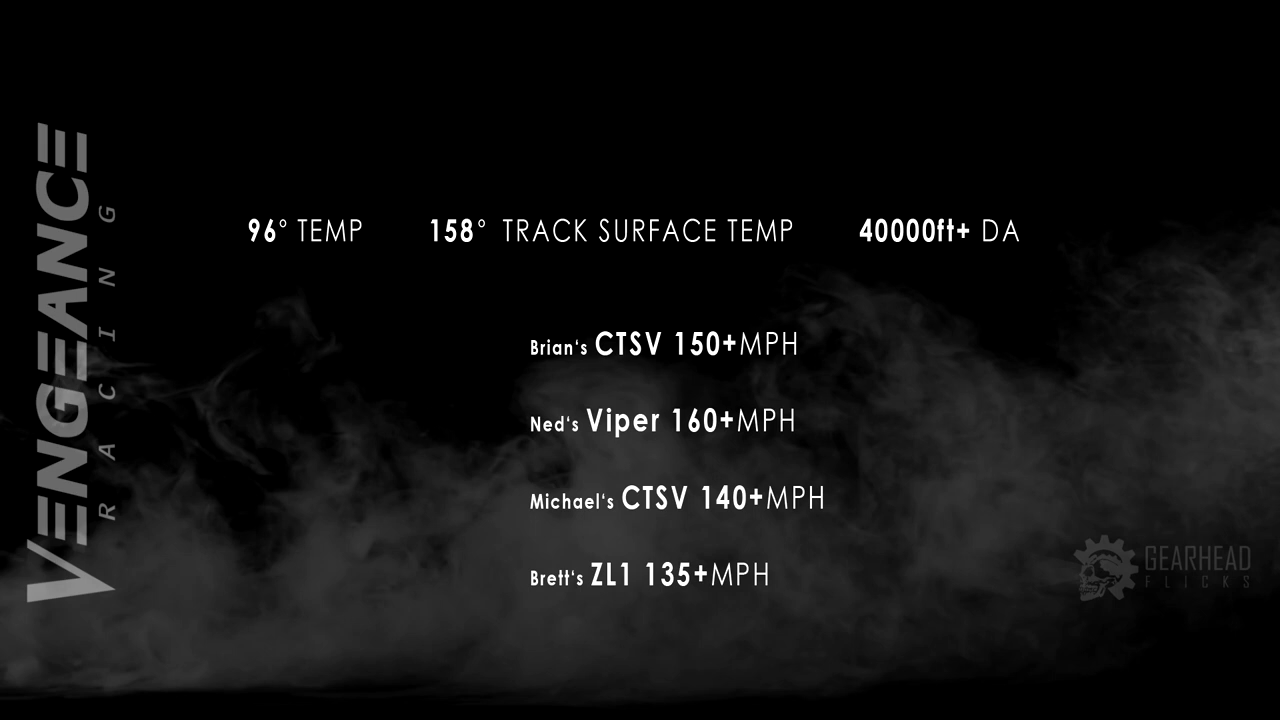 VENGEANCE
RACING
96° TEMP 158° TRACK SURFACE TEMP 40000ft+ DA
Brian's CTSV 150+MPH
Ned's Viper 160+MPH
Michael's CTSV 140+MPH
Brett's ZL1 135+MPH
GEARHEAD
FLICKS